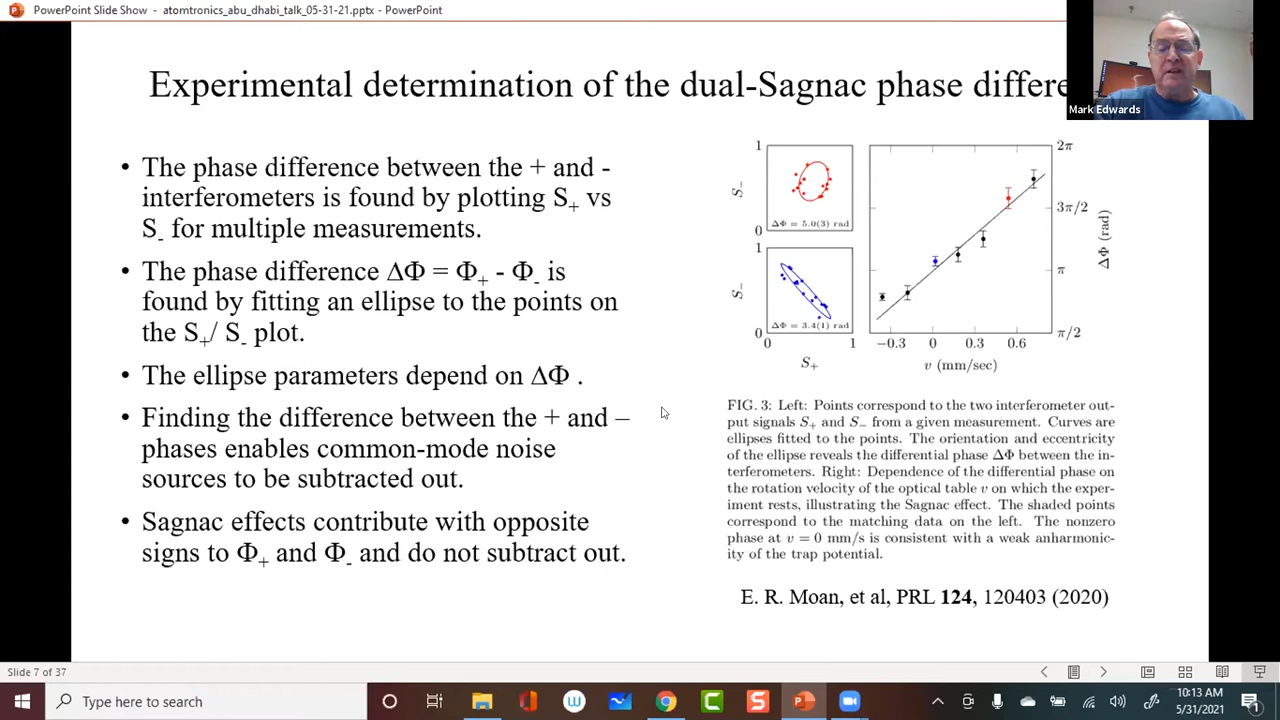 PowerPoint Slide Show - atomtronics_abu_dhabi_talk_05-31-21.pptx - PowerPoint
Mark Edwards
Experimental determination of the dual-Sagnac phase differe
• The phase difference between the + and -
interferometers is found by plotting S₊ vs
S₋ for multiple measurements.
• The phase difference ΔΦ = Φ₊ - Φ₋ is
found by fitting an ellipse to the points on
the S₊/ S₋ plot.
• The ellipse parameters depend on ΔΦ .
• Finding the difference between the + and –
phases enables common-mode noise
sources to be subtracted out.
• Sagnac effects contribute with opposite
signs to Φ₊ and Φ₋ and do not subtract out.
1
S₋
0
ΔΦ = 5.0(3) rad
1
S₋
0
ΔΦ = 3.4(1) rad
0 1
S₊
2π
3π/2
π
π/2
ΔΦ (rad)
−0.3 0 0.3 0.6
v (mm/sec)
FIG. 3: Left: Points correspond to the two interferometer out-
put signals S₊ and S₋ from a given measurement. Curves are
ellipses fitted to the points. The orientation and eccentricity
of the ellipse reveals the differential phase ΔΦ between the in-
terferometers. Right: Dependence of the differential phase on
the rotation velocity of the optical table v on which the exper-
iment rests, illustrating the Sagnac effect. The shaded points
correspond to the matching data on the left. The nonzero
phase at v = 0 mm/s is consistent with a weak anharmonic-
ity of the trap potential.
E. R. Moan, et al, PRL 124, 120403 (2020)
Slide 7 of 37
Type here to search
10:13 AM
5/31/2021